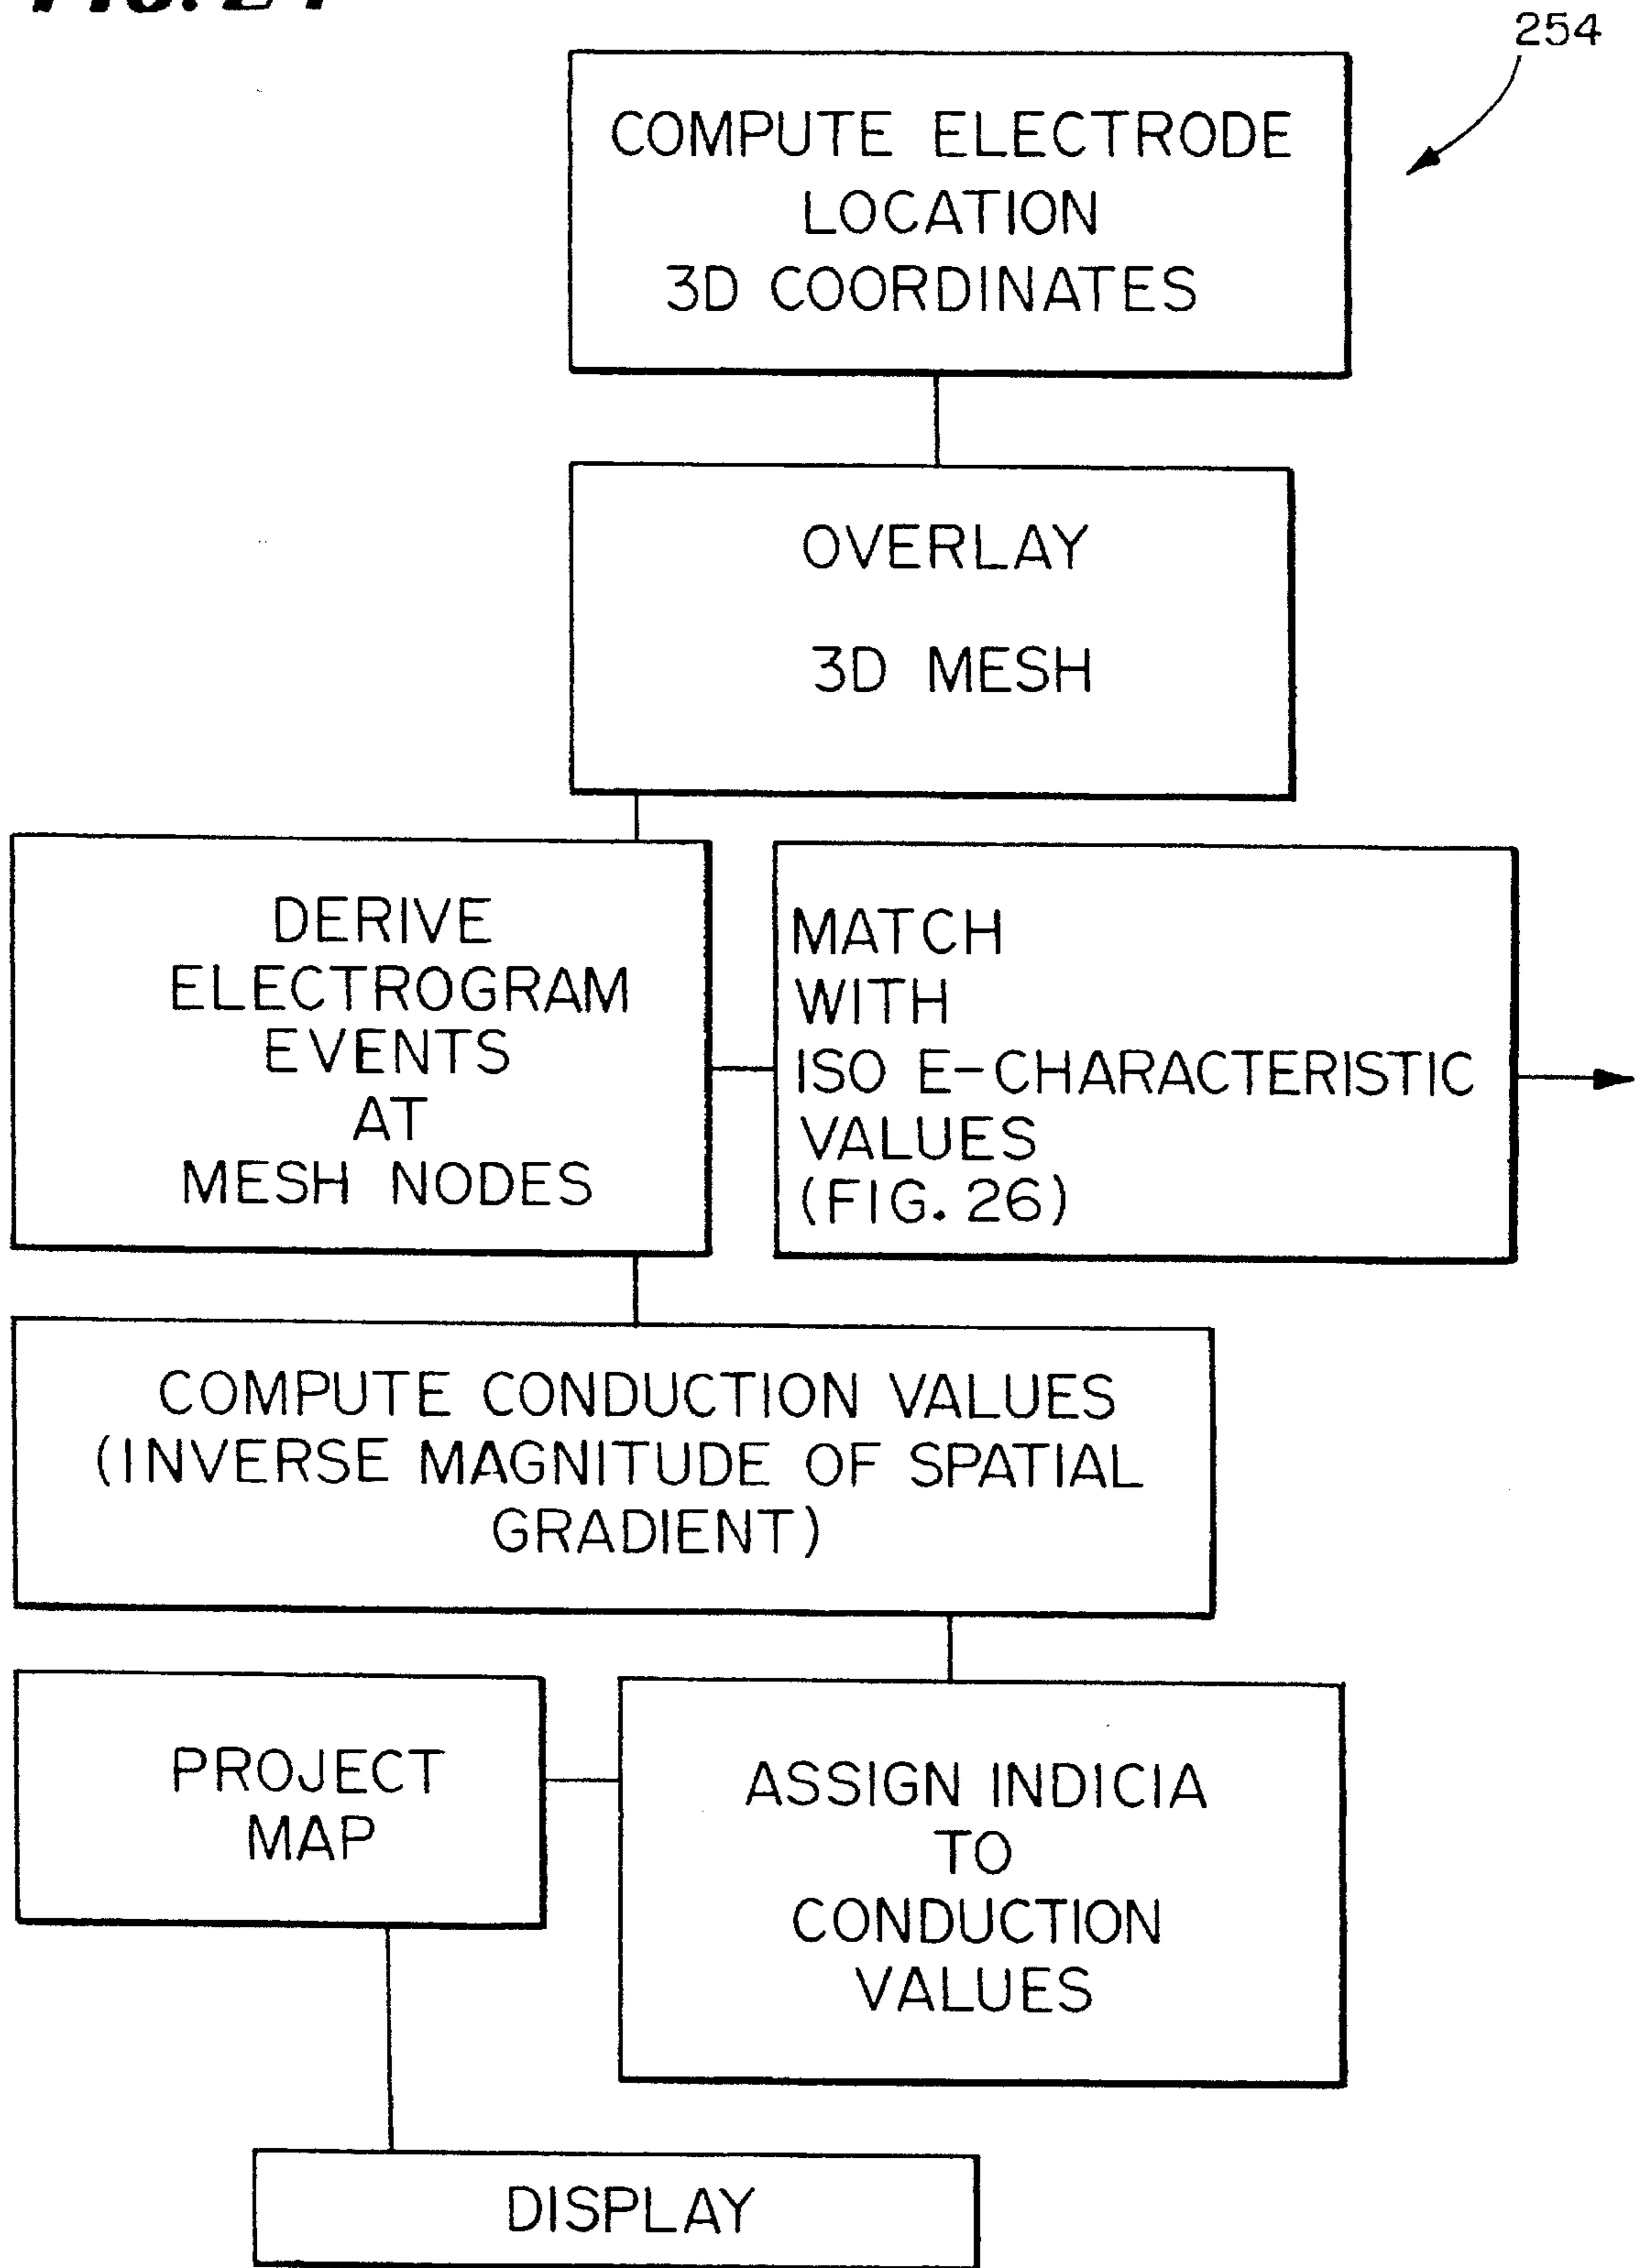 254
COMPUTE ELECTRODE
LOCATION
3D COORDINATES
OVERLAY
3D MESH
DERIVE
ELECTROGRAM
EVENTS
AT
MESH NODES
MATCH
WITH
ISO E-CHARACTERISTIC
VALUES
(FIG. 26)
COMPUTE CONDUCTION VALUES
(INVERSE MAGNITUDE OF SPATIAL
GRADIENT)
PROJECT
MAP
ASSIGN INDICIA
TO
CONDUCTION
VALUES
DISPLAY